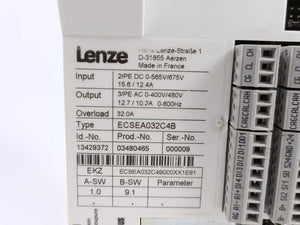 Lenze
Hans-Lenze-Straße 1
D-31855 Aerzen
Made in France
Input 2/PE DC 0-565V/675V
15.6 / 12.4A
Output 3/PE AC 0-400V/480V
12.7 / 10.2A 0-600Hz
Overload 32.0A
Type ECSEA032C4B
Id.-No. Prod.-No. Ser.-No.
13429372 03460465 000009
EKZ ECSEA032C4B000XX1E91
A-SW B-SW Parameter
1.0 9.1